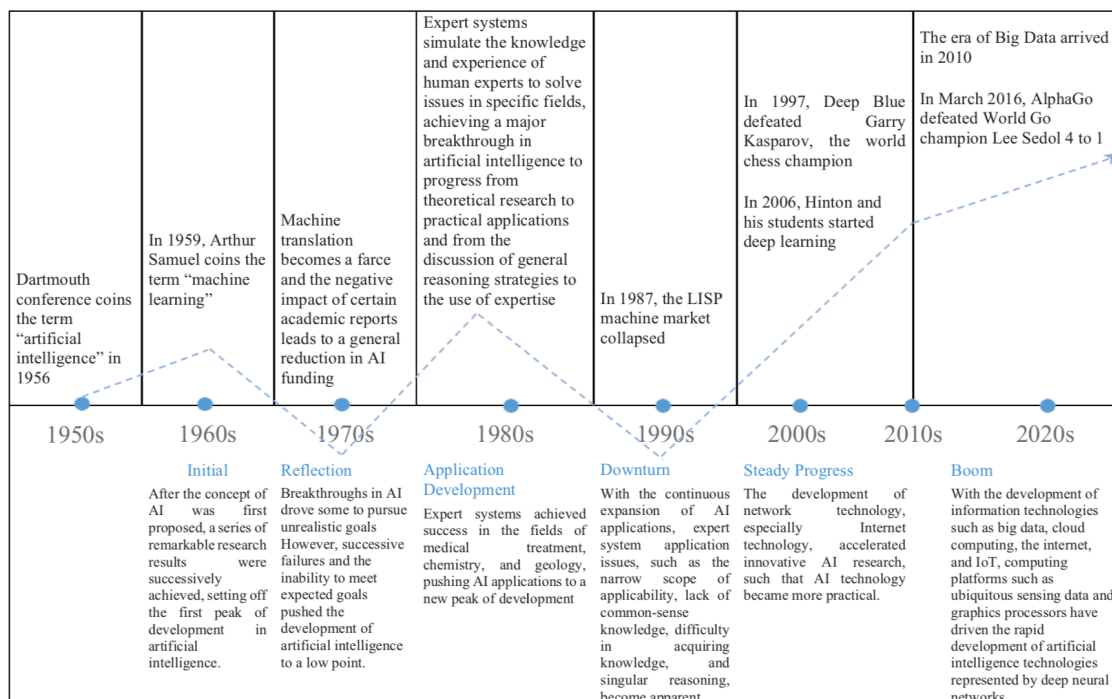 Dartmouth
conference coins
the term
“artificial
intelligence” in
1956
In 1959, Arthur
Samuel coins the
term “machine
learning”
Machine
translation
becomes a farce
and the negative
impact of certain
academic reports
leads to a general
reduction in AI
funding
Expert systems
simulate the knowledge
and experience of
human experts to solve
issues in specific fields,
achieving a major
breakthrough in
artificial intelligence to
progress from
theoretical research to
practical applications
and from the
discussion of general
reasoning strategies to
the use of expertise
In 1987, the LISP
machine market
collapsed
In 1997, Deep Blue
defeated Garry
Kasparov, the world
chess champion
In 2006, Hinton and
his students started
deep learning
The era of Big Data arrived
in 2010
In March 2016, AlphaGo
defeated World Go
champion Lee Sedol 4 to 1
1950s
1960s
1970s
1980s
1990s
2000s
2010s
2020s
Initial
After the concept of
AI was first
proposed, a series of
remarkable research
results were
successively
achieved, setting off
the first peak of
development in
artificial
intelligence.
Reflection
Breakthroughs in AI
drove some to pursue
unrealistic goals
However, successive
failures and the
inability to meet
expected goals
pushed the
development of
artificial intelligence
to a low point.
Application
Development
Expert systems achieved
success in the fields of
medical treatment,
chemistry, and geology,
pushing AI applications to a
new peak of development
Downturn
With the continuous
expansion of AI
applications, expert
system application
issues, such as the
narrow scope of
applicability, lack of
common-sense
knowledge, difficulty
in acquiring
knowledge, and
singular reasoning,
become apparent
Steady Progress
The development of
network technology,
especially Internet
technology, accelerated
innovative AI research,
such that AI technology
became more practical.
Boom
With the development of
information technologies
such as big data, cloud
computing, the internet,
and IoT, computing
platforms such as
ubiquitous sensing data and
graphics processors have
driven the rapid
development of artificial
intelligence technologies
represented by deep neural
networks